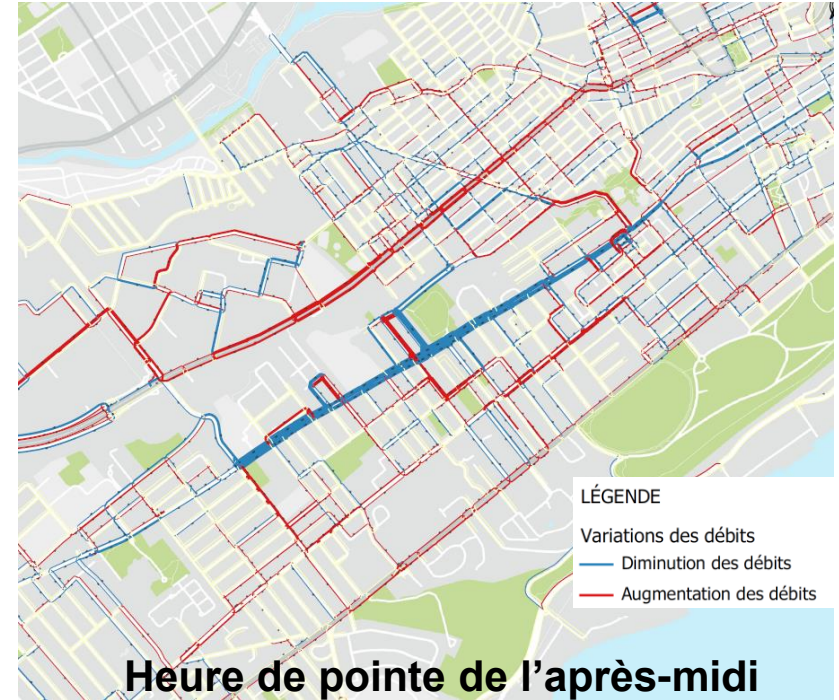 LÉGENDE
Variations des débits
Diminution des débits
Augmentation des débits
Heure de pointe de l’après-midi